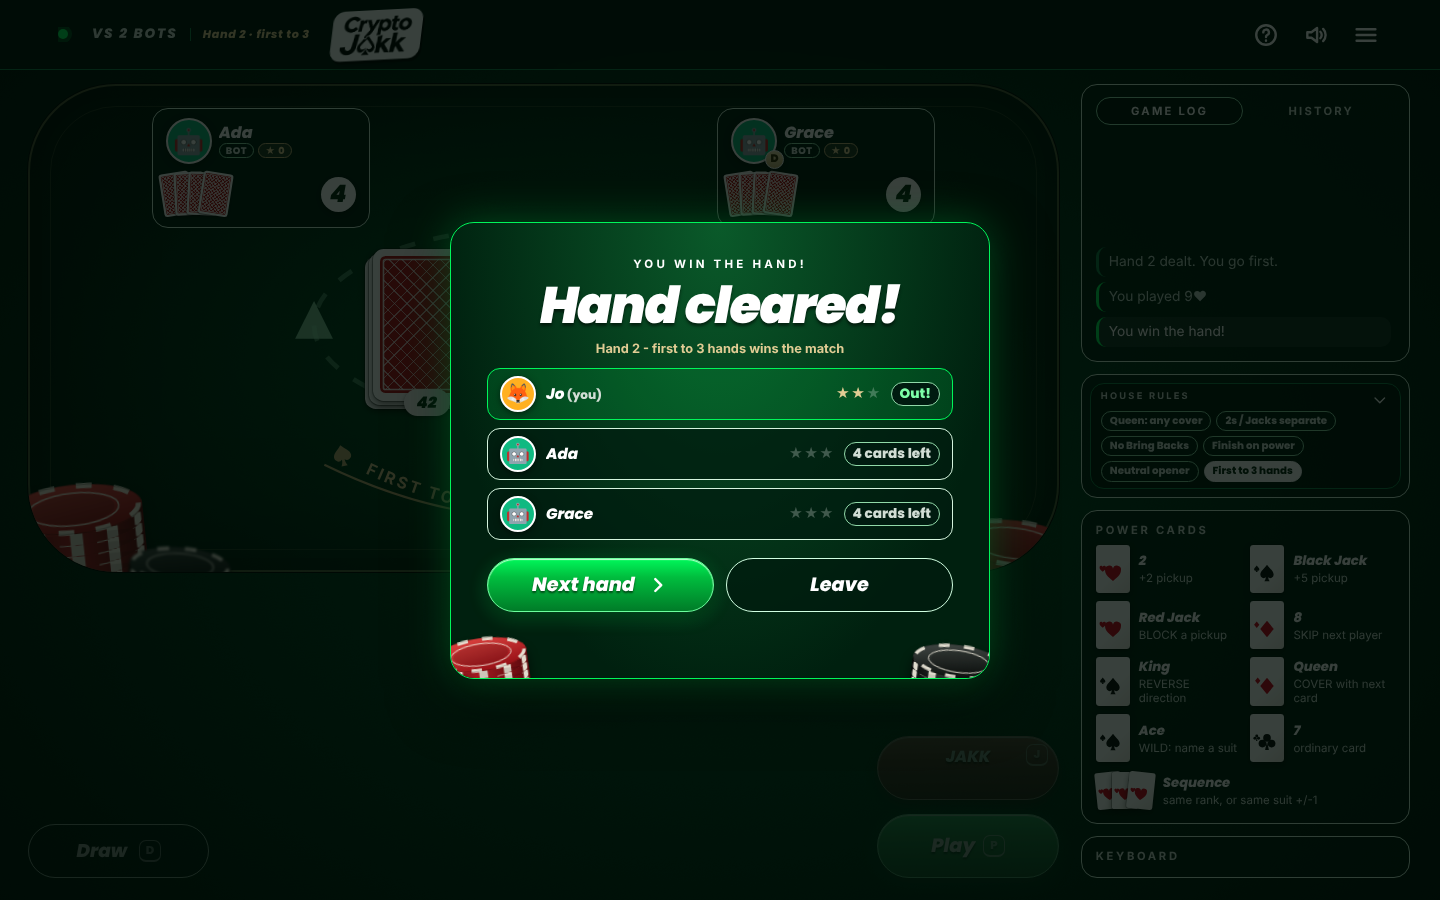 VS 2 BOTS
Hand 2 · first to 3
Crypto
Jakk
Ada
BOT
★ 0
4
Grace
D
BOT
★ 0
4
42
FIRST TO
YOU WIN THE HAND!
Hand cleared!
Hand 2 - first to 3 hands wins the match
Jo (you)
★★★
Out!
Ada
★★★
4 cards left
Grace
★★★
4 cards left
Next hand
Leave
JAKK
J
Draw
D
Play
P
GAME LOG
HISTORY
Hand 2 dealt. You go first.
You played 9♥
You win the hand!
HOUSE RULES
Queen: any cover
2s / Jacks separate
No Bring Backs
Finish on power
Neutral opener
First to 3 hands
POWER CARDS
2
+2 pickup
Black Jack
+5 pickup
Red Jack
BLOCK a pickup
8
SKIP next player
King
REVERSE
direction
Queen
COVER with next
card
Ace
WILD: name a suit
7
ordinary card
Sequence
same rank, or same suit +/-1
KEYBOARD